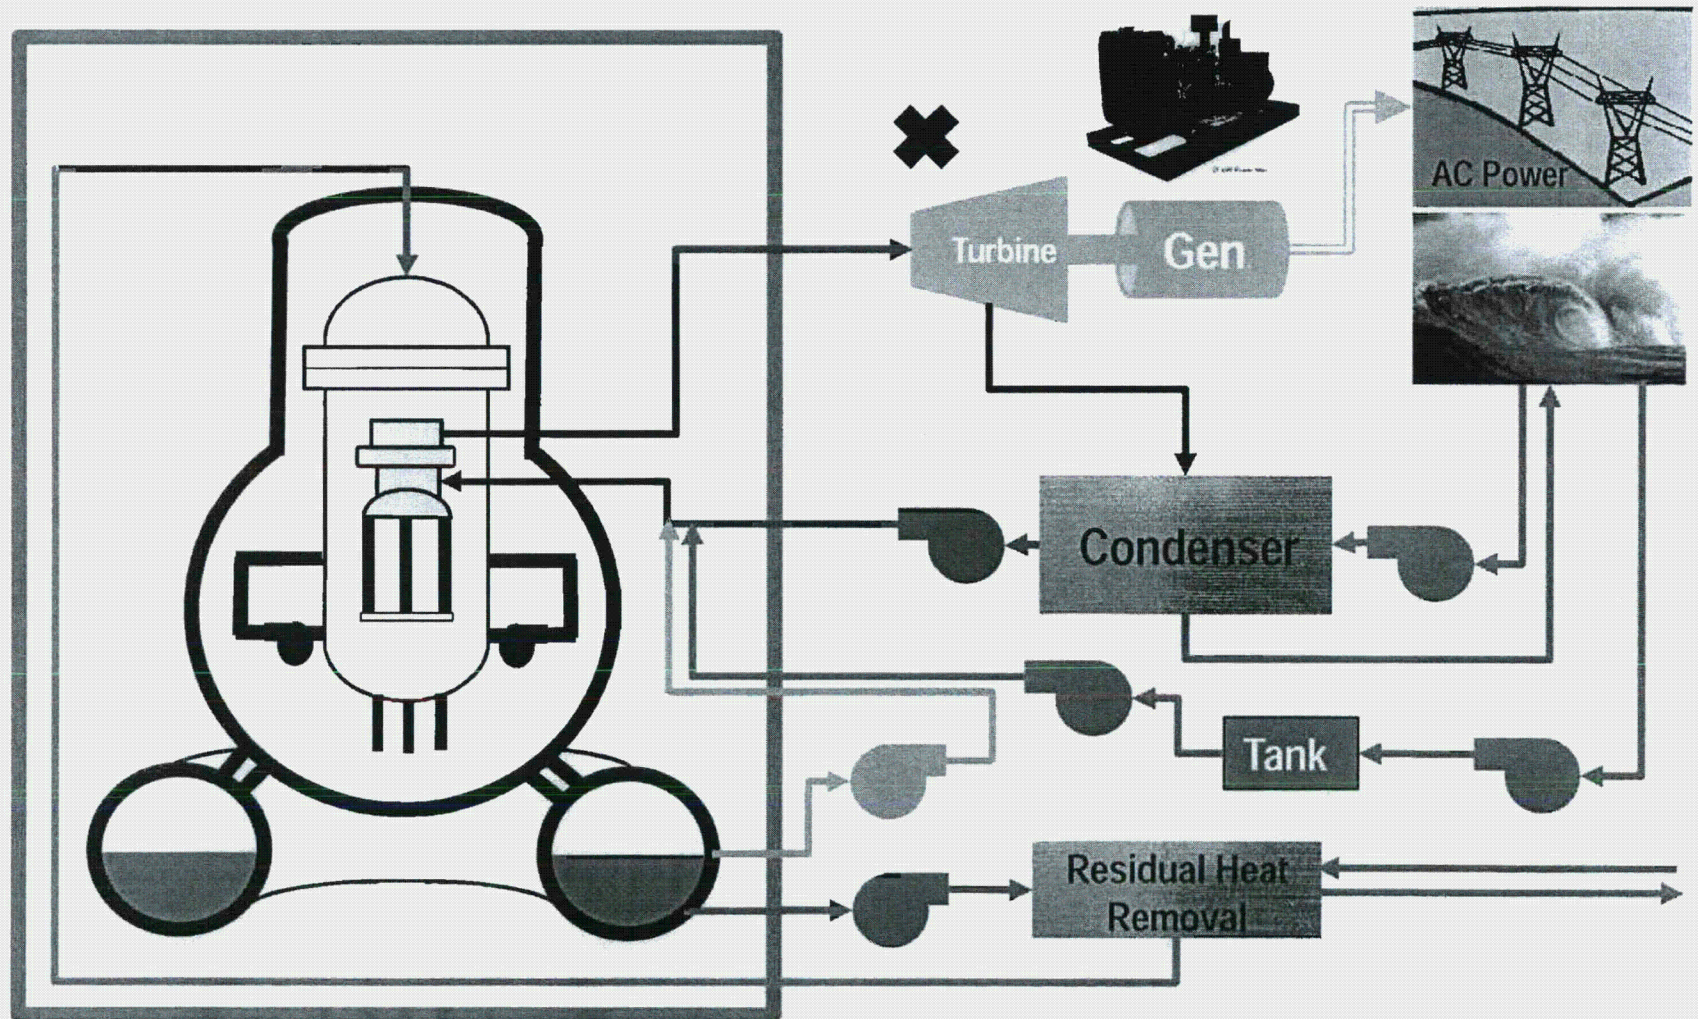 AC Power
Turbine
Gen
Condenser
Tank
Residual Heat
Removal